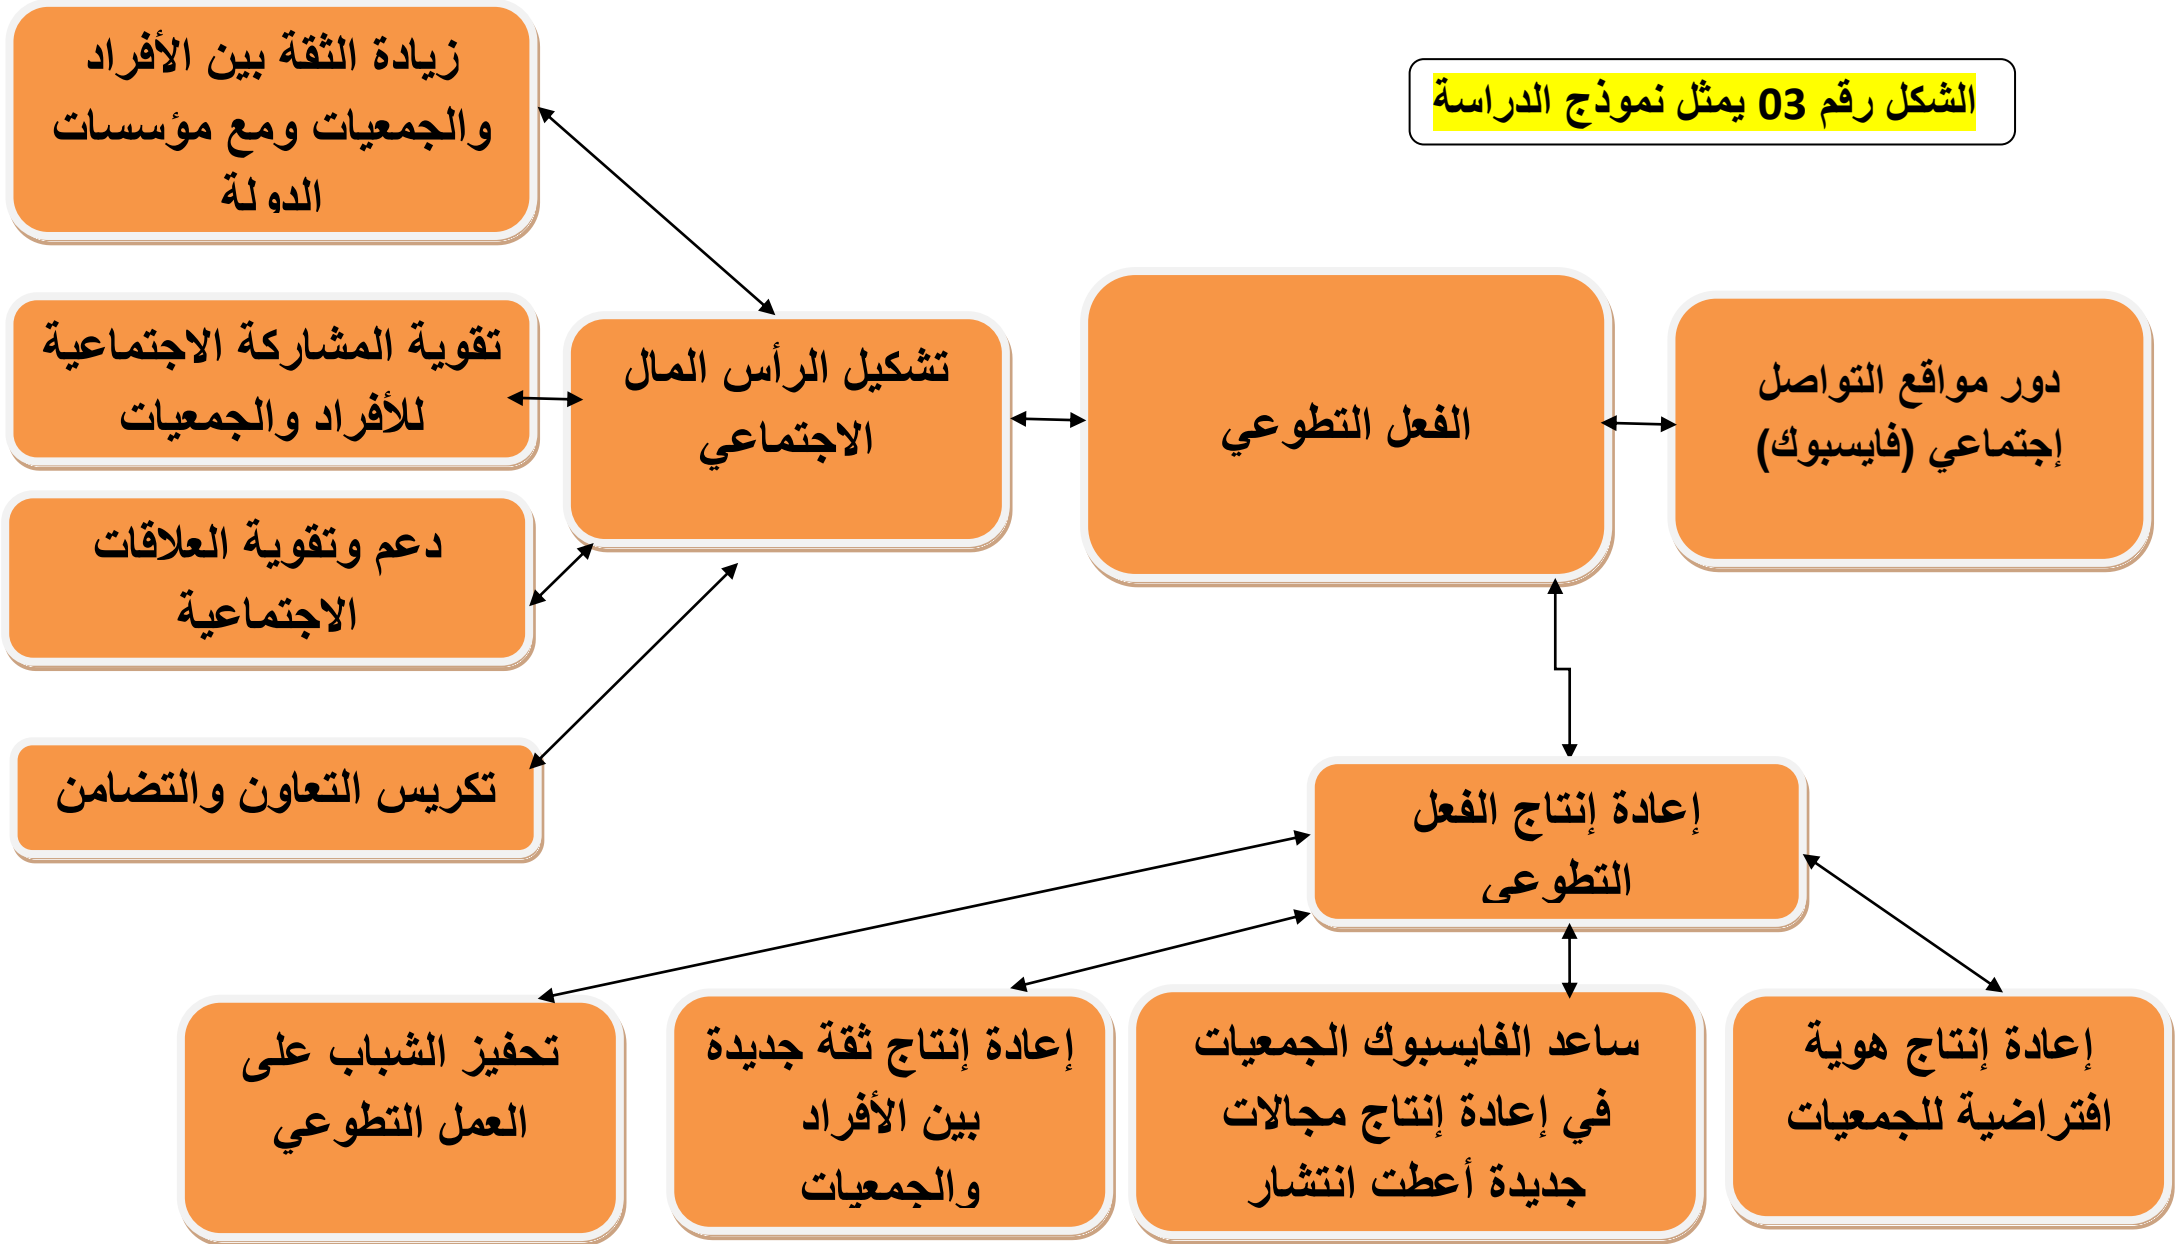 الشكل رقم 03 يمثل نموذج الدراسة
دور مواقع التواصل
إجتماعي (فايسبوك)
الفعل التطوعي
تشكيل الرأس المال
الاجتماعي
زيادة الثقة بين الأفراد
والجمعيات ومع مؤسسات
الدولة
تقوية المشاركة الاجتماعية
للأفراد والجمعيات
دعم وتقوية العلاقات
الاجتماعية
تكريس التعاون والتضامن
إعادة إنتاج الفعل
التطوعي
إعادة إنتاج هوية
افتراضية للجمعيات
ساعد الفايسبوك الجمعيات
في إعادة إنتاج مجالات
جديدة أعطت انتشار
إعادة إنتاج ثقة جديدة
بين الأفراد
والجمعيات
تحفيز الشباب على
العمل التطوعي